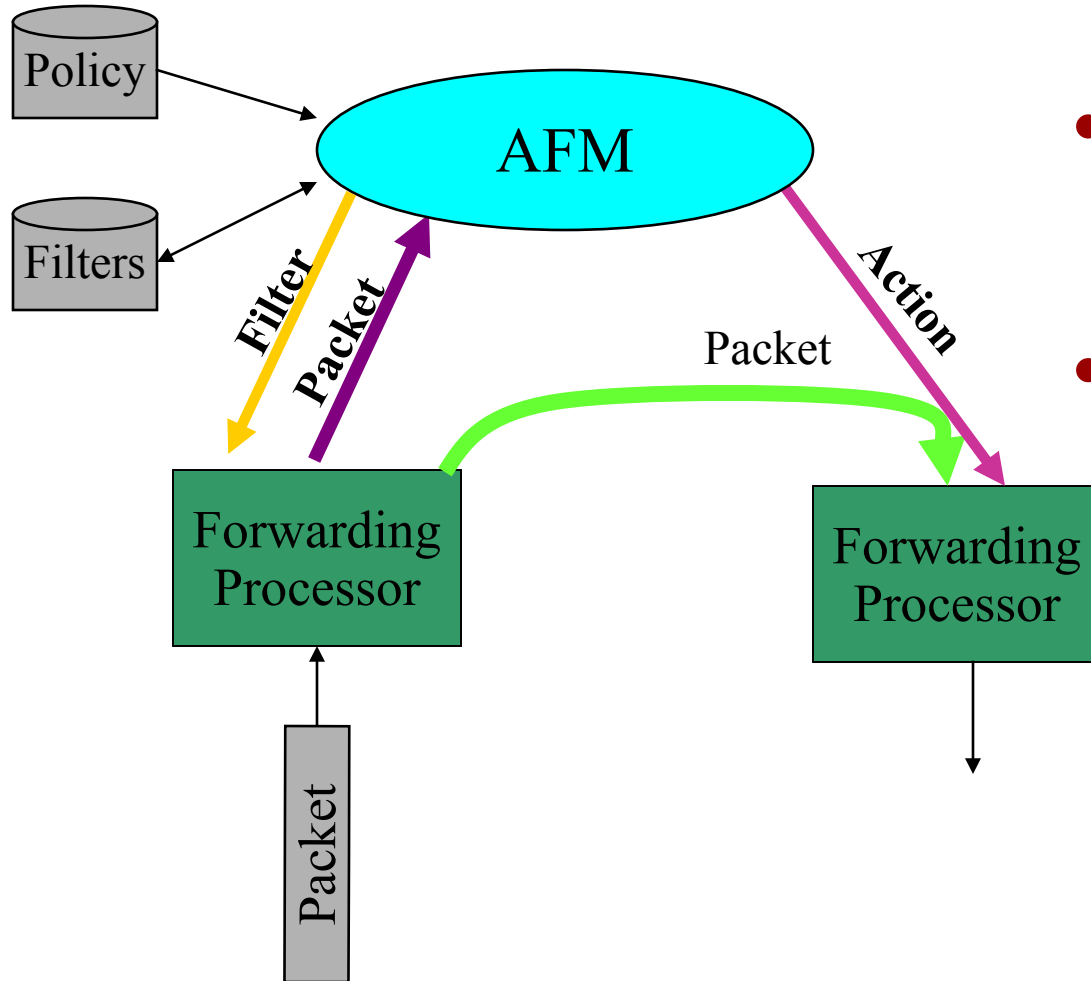 Policy
AFM
Filters
Filter
Packet
Action
Packet
Forwarding
Processor
Forwarding
Processor
Packet